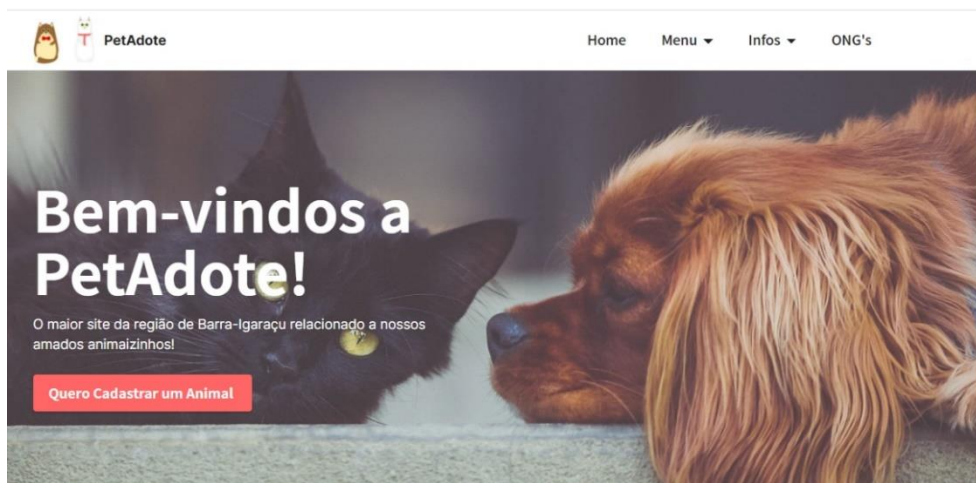 PetAdote
Home Menu Infos ONG's
Bem-vindos a
PetAdote!
O maior site da região de Barra-Igaraçu relacionado a nossos
amados animaizinhos!
Quero Cadastrar um Animal